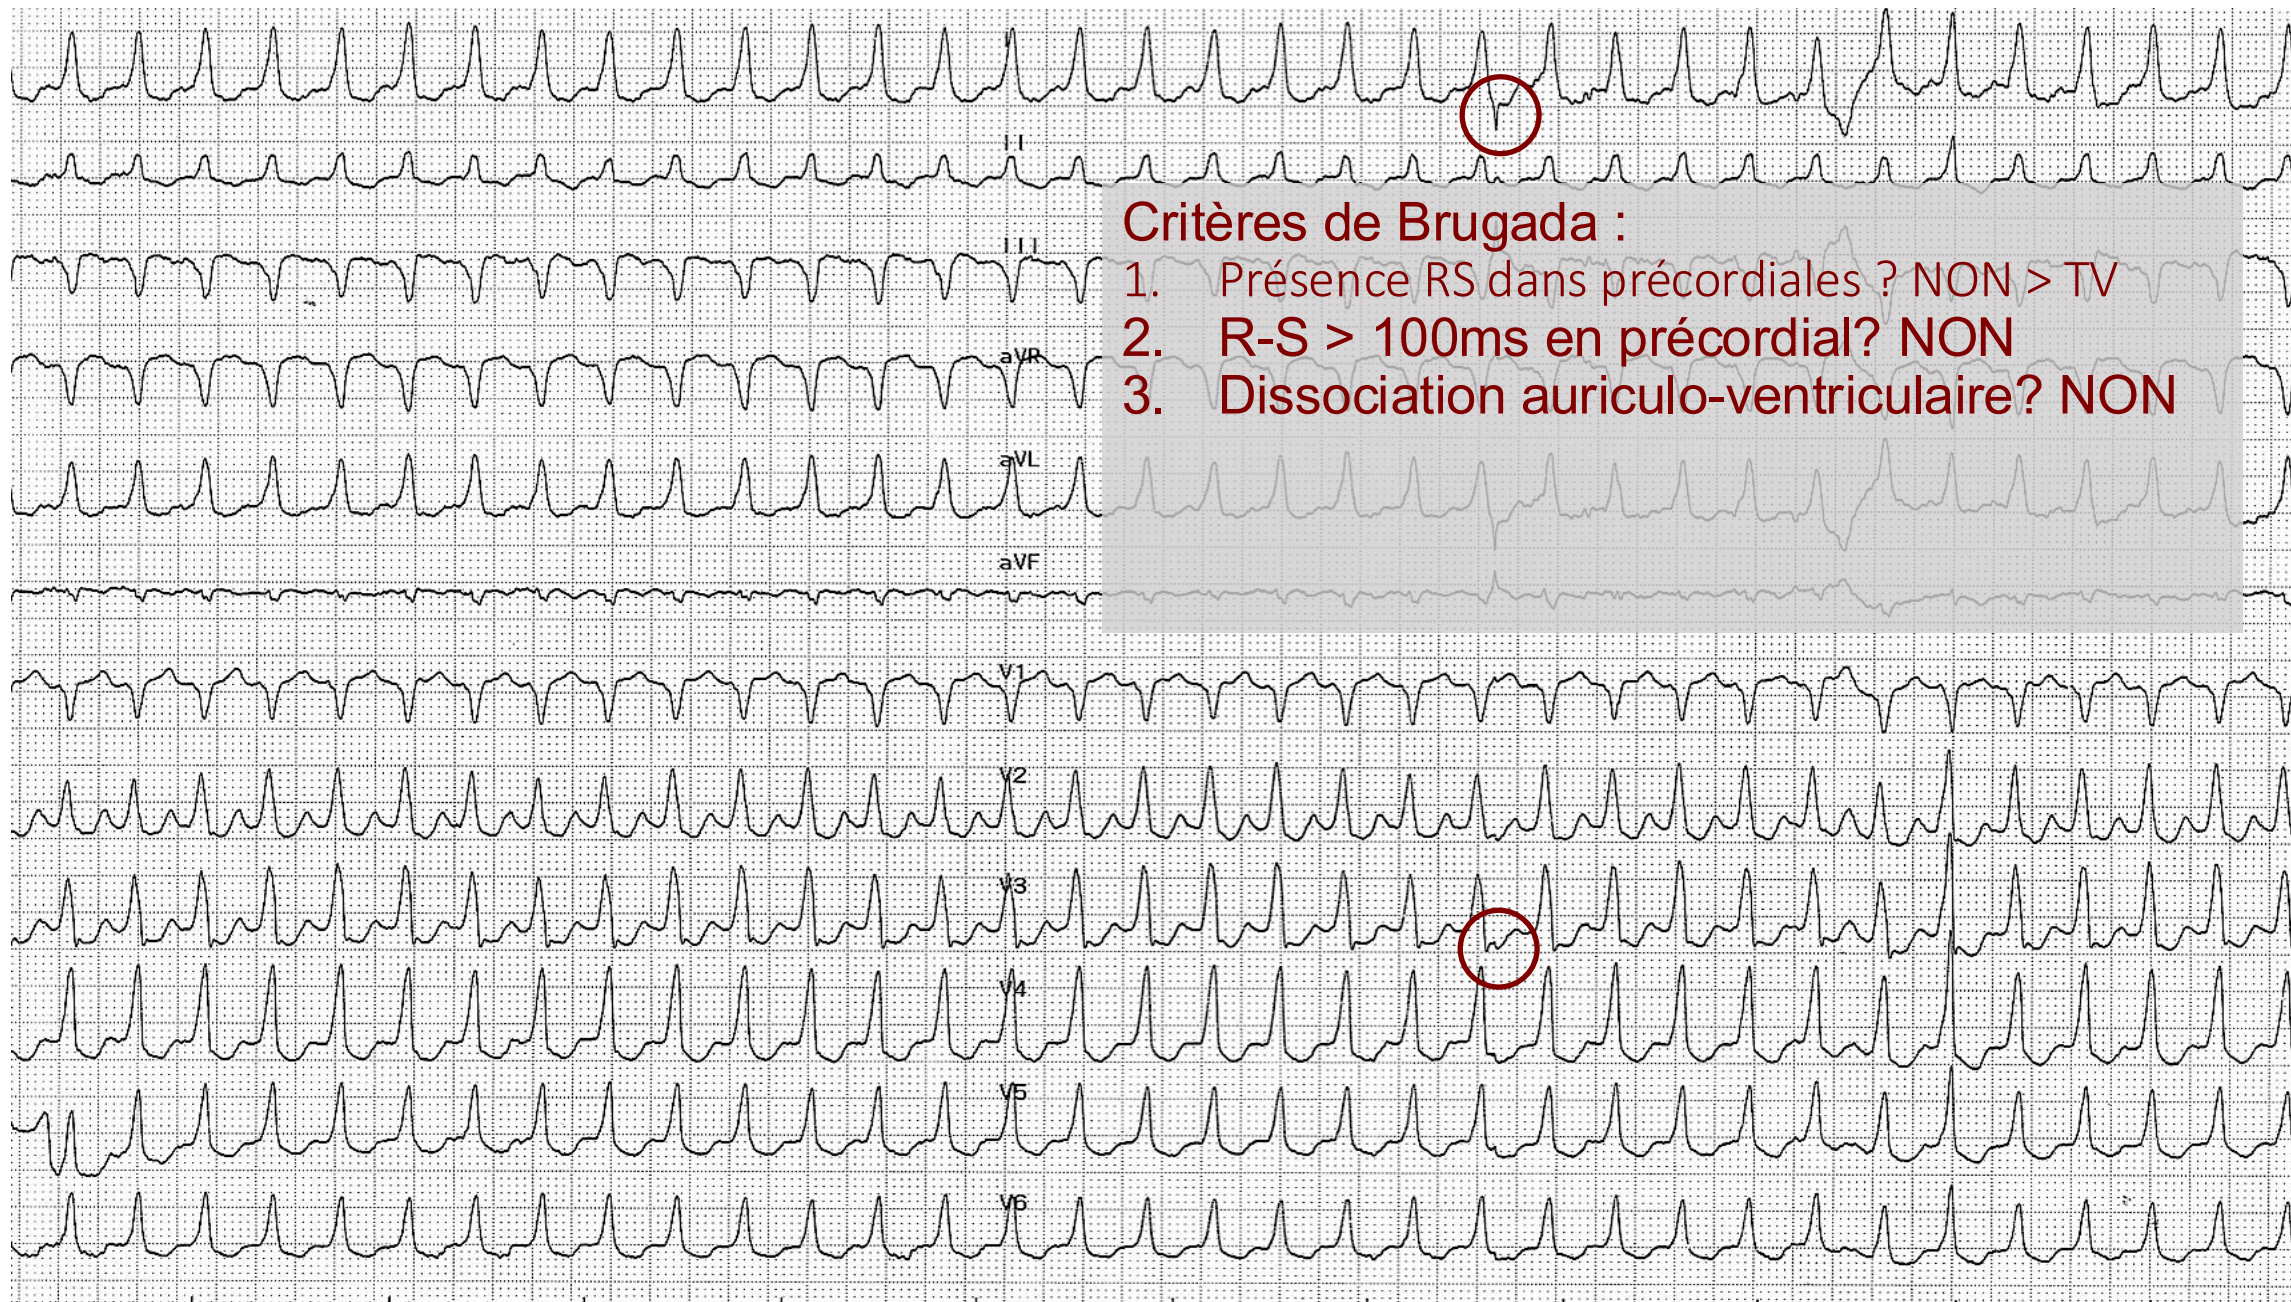 I
II
III
aVR
aVL
aVF
Critères de Brugada :
1. Présence RS dans précordiales ? NON > TV
2. R-S > 100ms en précordial? NON
3. Dissociation auriculo-ventriculaire? NON
V1
V2
V3
V4
V5
V6